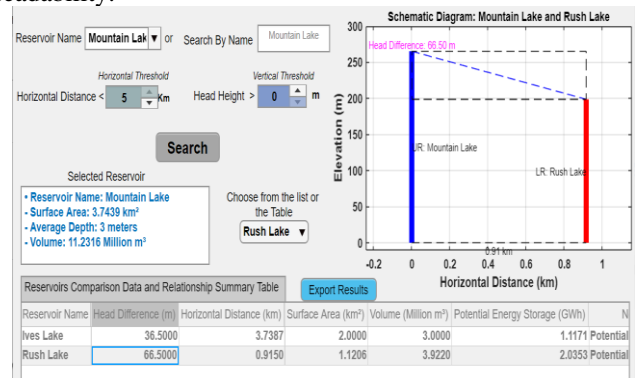 Reservoir Name Mountain Lak or Search By Name Mountain Lake
Horizontal Threshold Vertical Threshold
Horizontal Distance < 5 Km Head Height > 0 m
Search
Selected Reservoir
• Reservoir Name: Mountain Lake
- Surface Area: 3.7439 km²
- Average Depth: 3 meters
- Volume: 11.2316 Million m³
Choose from the list or
the Table
Rush Lake
Schematic Diagram: Mountain Lake and Rush Lake
Head Difference: 66.50 m
Elevation (m)
300
250
200
150
100
50
0
UR: Mountain Lake
LR: Rush Lake
0.91 km
-0.2 0 0.2 0.4 0.6 0.8 1
Horizontal Distance (km)
Reservoirs Comparison Data and Relationship Summary Table Export Results
Reservoir Name Head Difference (m) Horizontal Distance (km) Surface Area (km²) Volume (Million m³) Potential Energy Storage (GWh) N
Ives Lake 36.5000 3.7387 2.0000 3.0000 1.1171 Potential
Rush Lake 66.5000 0.9150 1.1206 3.9220 2.0353 Potential